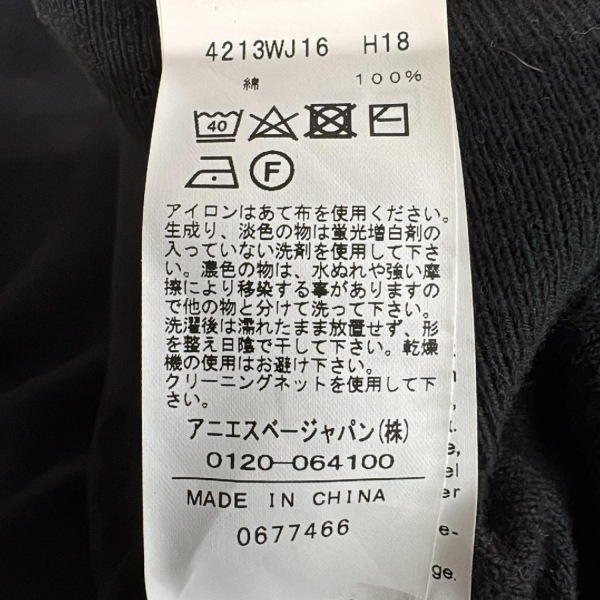 4213WJ16 H18
綿 100%
40
F
アイロンはあて布を使用ください。
生成り、淡色の物は蛍光増白剤の
入っていない洗剤を使用して下さ
い。濃色の物は、水ぬれや強い摩
擦により移染する事がありますの
で他の物と分けて洗って下さい。
洗濯後は濡れたまま放置せず、形
を整え日陰で干して下さい。乾燥
機の使用はお避け下さい。
クリーニングネットを使用して下
さい。
アニエスベージャパン(株)
0120-064100
MADE IN CHINA
0677466
e,
el
er
e-
ge.